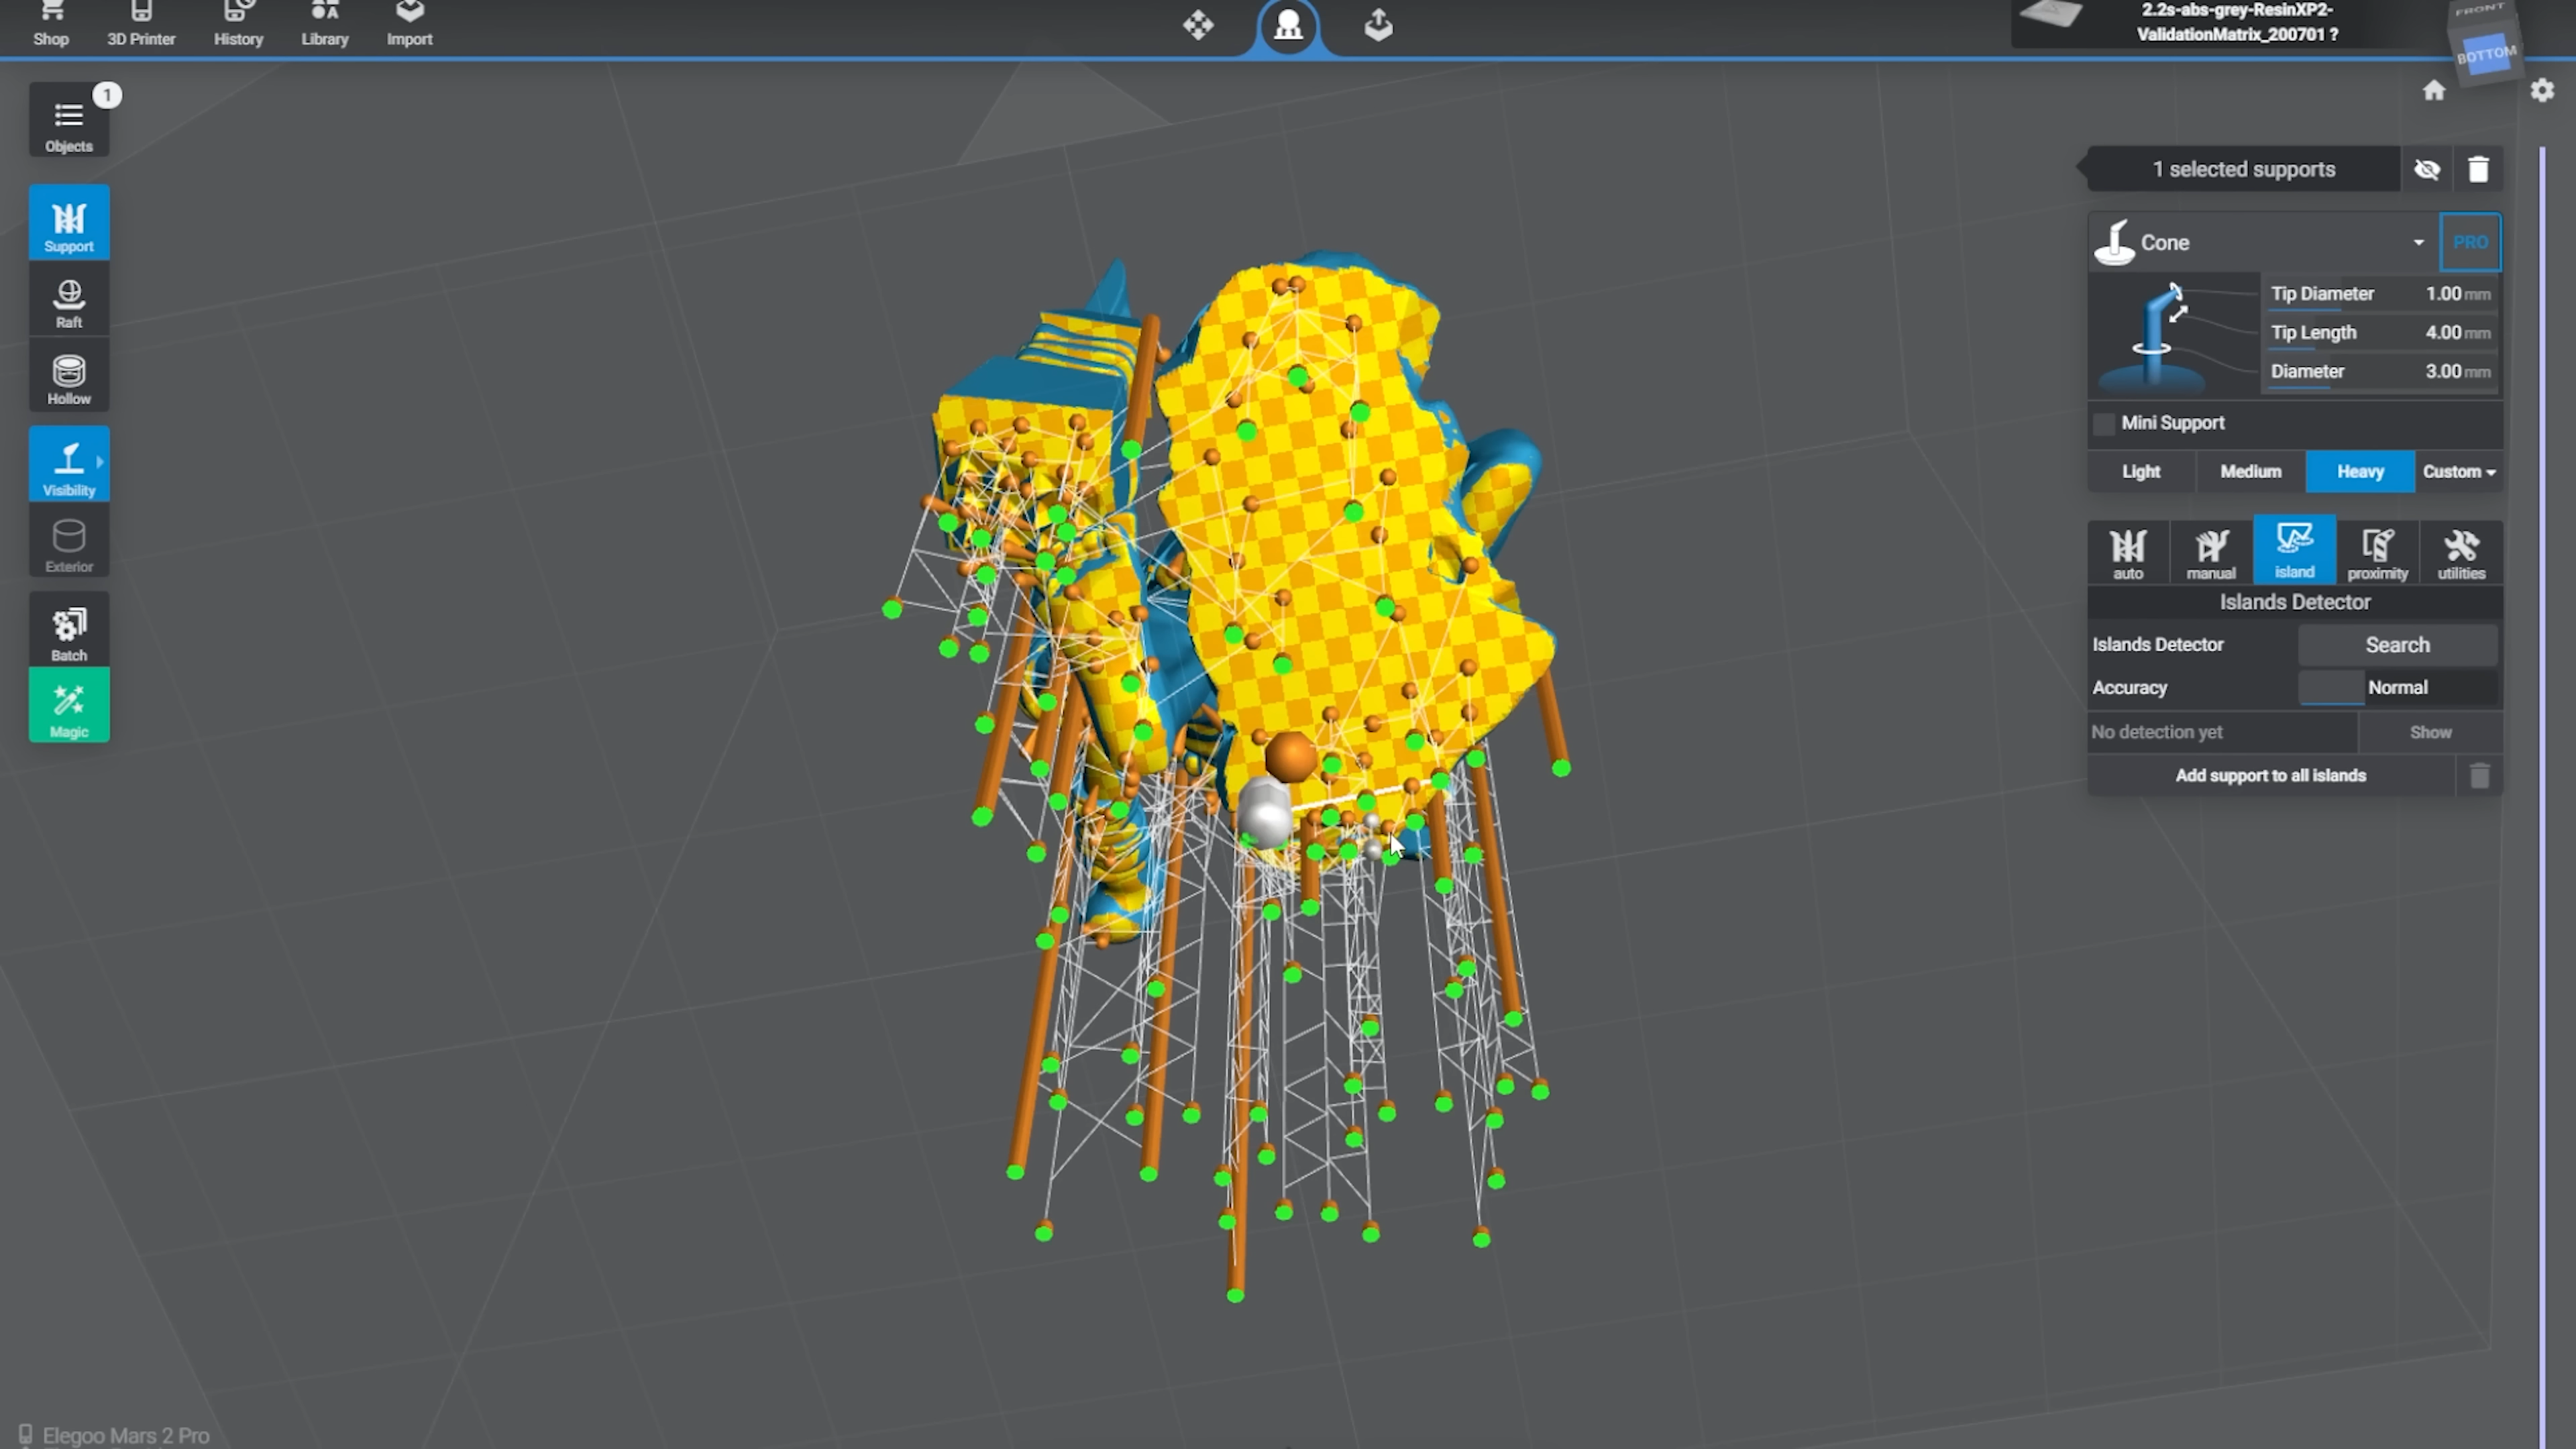 Shop
3D Printer
History
Library
Import
2.2s-abs-grey-ResinXP2-
ValidationMatrix_200701 ?
FRONT
BOTTOM
1
Objects
Support
Raft
Hollow
Visibility
Exterior
Batch
Magic
1 selected supports
Cone
PRO
Tip Diameter 1.00 mm
Tip Length 4.00 mm
Diameter 3.00 mm
Mini Support
Light Medium Heavy Custom
auto manual island proximity utilities
Islands Detector
Islands Detector Search
Accuracy Normal
No detection yet Show
Add support to all islands
Elegoo Mars 2 Pro